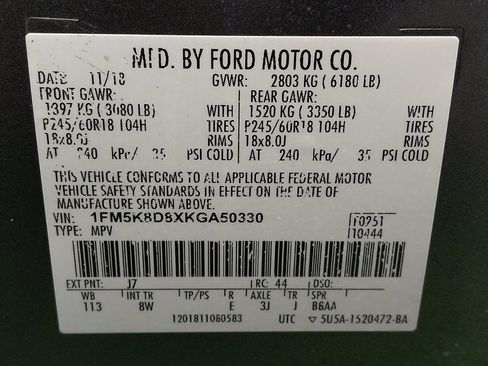 MFD. BY FORD MOTOR CO.
DATE 11/18 GVWR: 2803 KG ( 6180 LB)
FRONT GAWR: REAR GAWR:
1397 KG ( 3080 LB) WITH 1520 KG ( 3350 LB) WITH
P245/60R18 104H TIRES P245/60R18 104H TIRES
18x8.0J RIMS 18x8.0J RIMS
AT 240 kPa/ 35 PSI COLD AT 240 kPa/ 35 PSI COLD
THIS VEHICLE CONFORMS TO ALL APPLICABLE FEDERAL MOTOR
VEHICLE SAFETY STANDARDS IN EFFECT ON THE DATE OF
MANUFACTURE SHOWN ABOVE.
VIN: 1FM5K8D8XKGA50330
TYPE: MPV
T0951
10444
EXT PNT: J7 RC: 44 DSO:
WB INT TR TP/PS R AXLE TR SPR
113 8W E 3J J B6AA
1201811060583 UTC ▽ 5U5A-1520472-BA